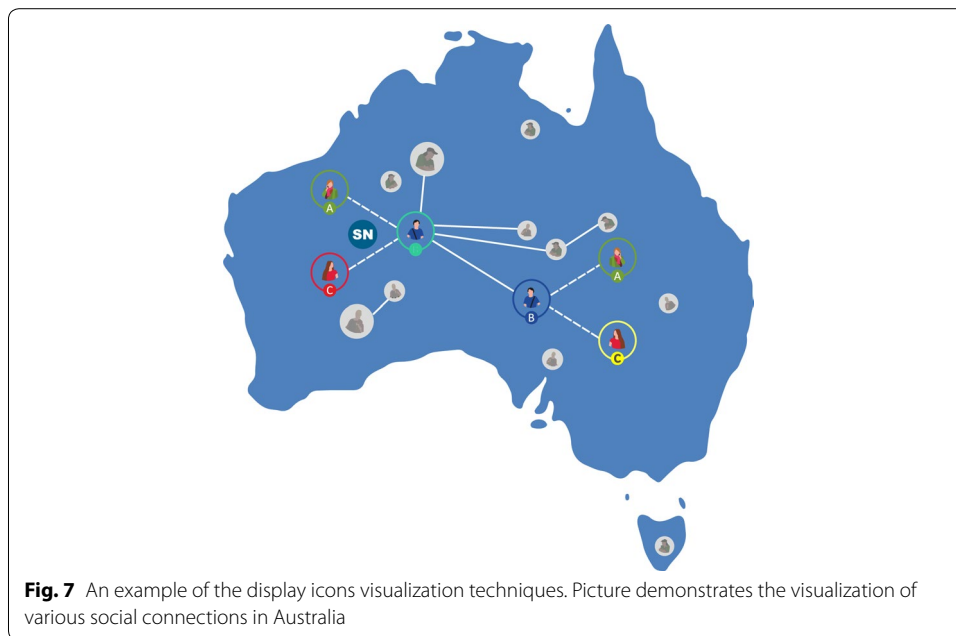 A
SN
C
A
B
C
Fig. 7 An example of the display icons visualization techniques. Picture demonstrates the visualization of
various social connections in Australia